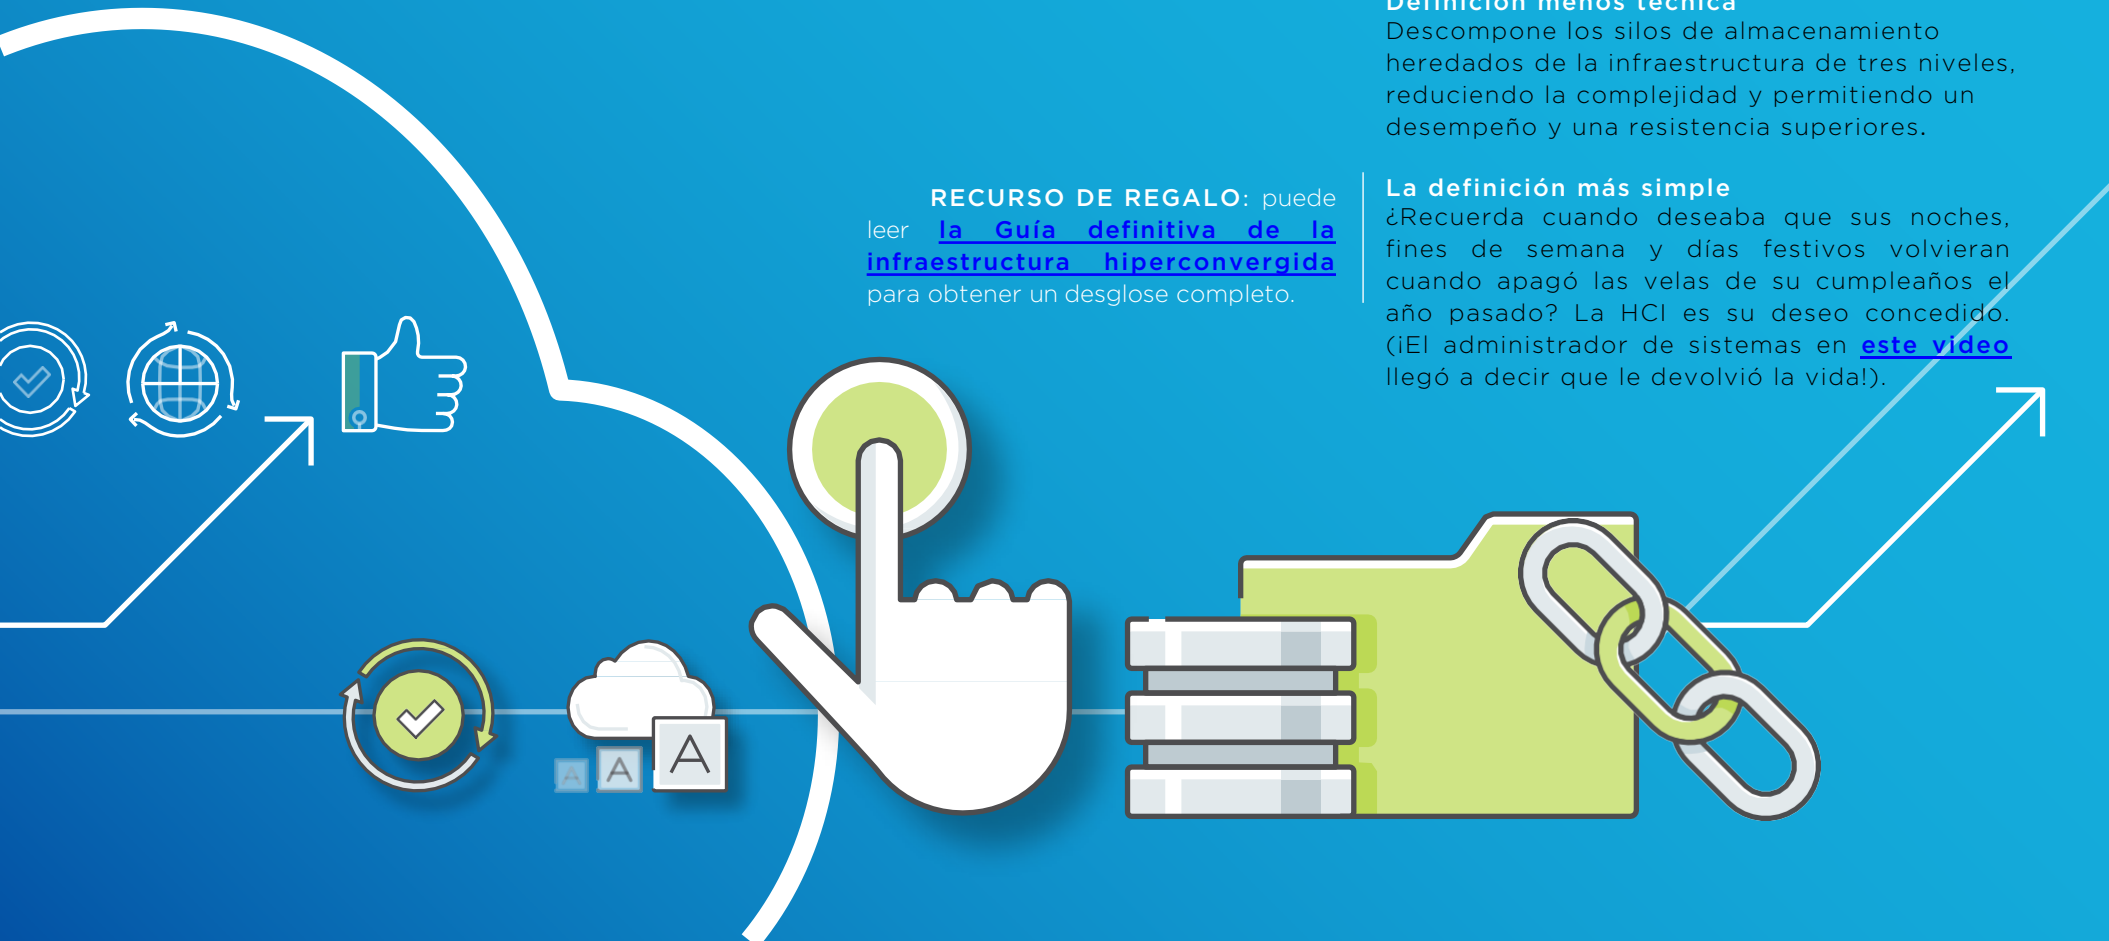 Definición menos técnica
Descompone los silos de almacenamiento
heredados de la infraestructura de tres niveles,
reduciendo la complejidad y permitiendo un
desempeño y una resistencia superiores.
RECURSO DE REGALO: puede
leer la Guía definitiva de la
infraestructura hiperconvergida
para obtener un desglose completo.
La definición más simple
¿Recuerda cuando deseaba que sus noches,
fines de semana y días festivos volvieran
cuando apagó las velas de su cumpleaños el
año pasado? La HCI es su deseo concedido.
(¡El administrador de sistemas en este video
llegó a decir que le devolvió la vida!).
A
A
A